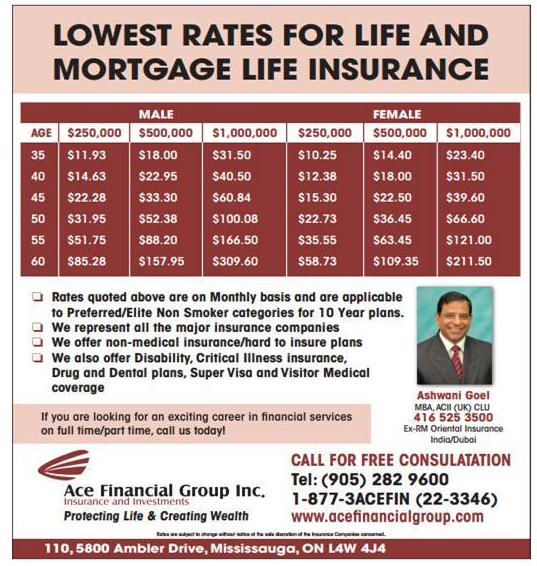 LOWEST RATES FOR LIFE AND
MORTGAGE LIFE INSURANCE
MALE FEMALE
AGE $250,000 $500,000 $1,000,000 $250,000 $500,000 $1,000,000
35 $11.93 $18.00 $31.50 $10.25 $14.40 $23.40
40 $14.63 $22.95 $40.50 $12.38 $18.00 $31.50
45 $22.28 $33.30 $60.84 $15.30 $22.50 $39.60
50 $31.95 $52.38 $100.08 $22.73 $36.45 $66.60
55 $51.75 $88.20 $166.50 $35.55 $63.45 $121.00
60 $85.28 $157.95 $309.60 $58.73 $109.35 $211.50
Rates quoted above are on Monthly basis and are applicable
to Preferred/Elite Non Smoker categories for 10 Year plans.
We represent all the major insurance companies
We offer non-medical insurance/hard to insure plans
We also offer Disability, Critical Illness insurance,
Drug and Dental plans, Super Visa and Visitor Medical
coverage
Ashwani Goel
MBA, ACII (UK) CLU
416 525 3500
Ex-RM Oriental Insurance
India/Dubai
If you are looking for an exciting career in financial services
on full time/part time, call us today!
Ace Financial Group Inc.
Insurance and Investments
Protecting Life & Creating Wealth
CALL FOR FREE CONSULATATION
Tel: (905) 282 9600
1-877-3ACEFIN (22-3346)
www.acefinancialgroup.com
Rates are subject to change without notice at the sole discretion of the Insurance Companies concerned.
110, 5800 Ambler Drive, Mississauga, ON L4W 4J4